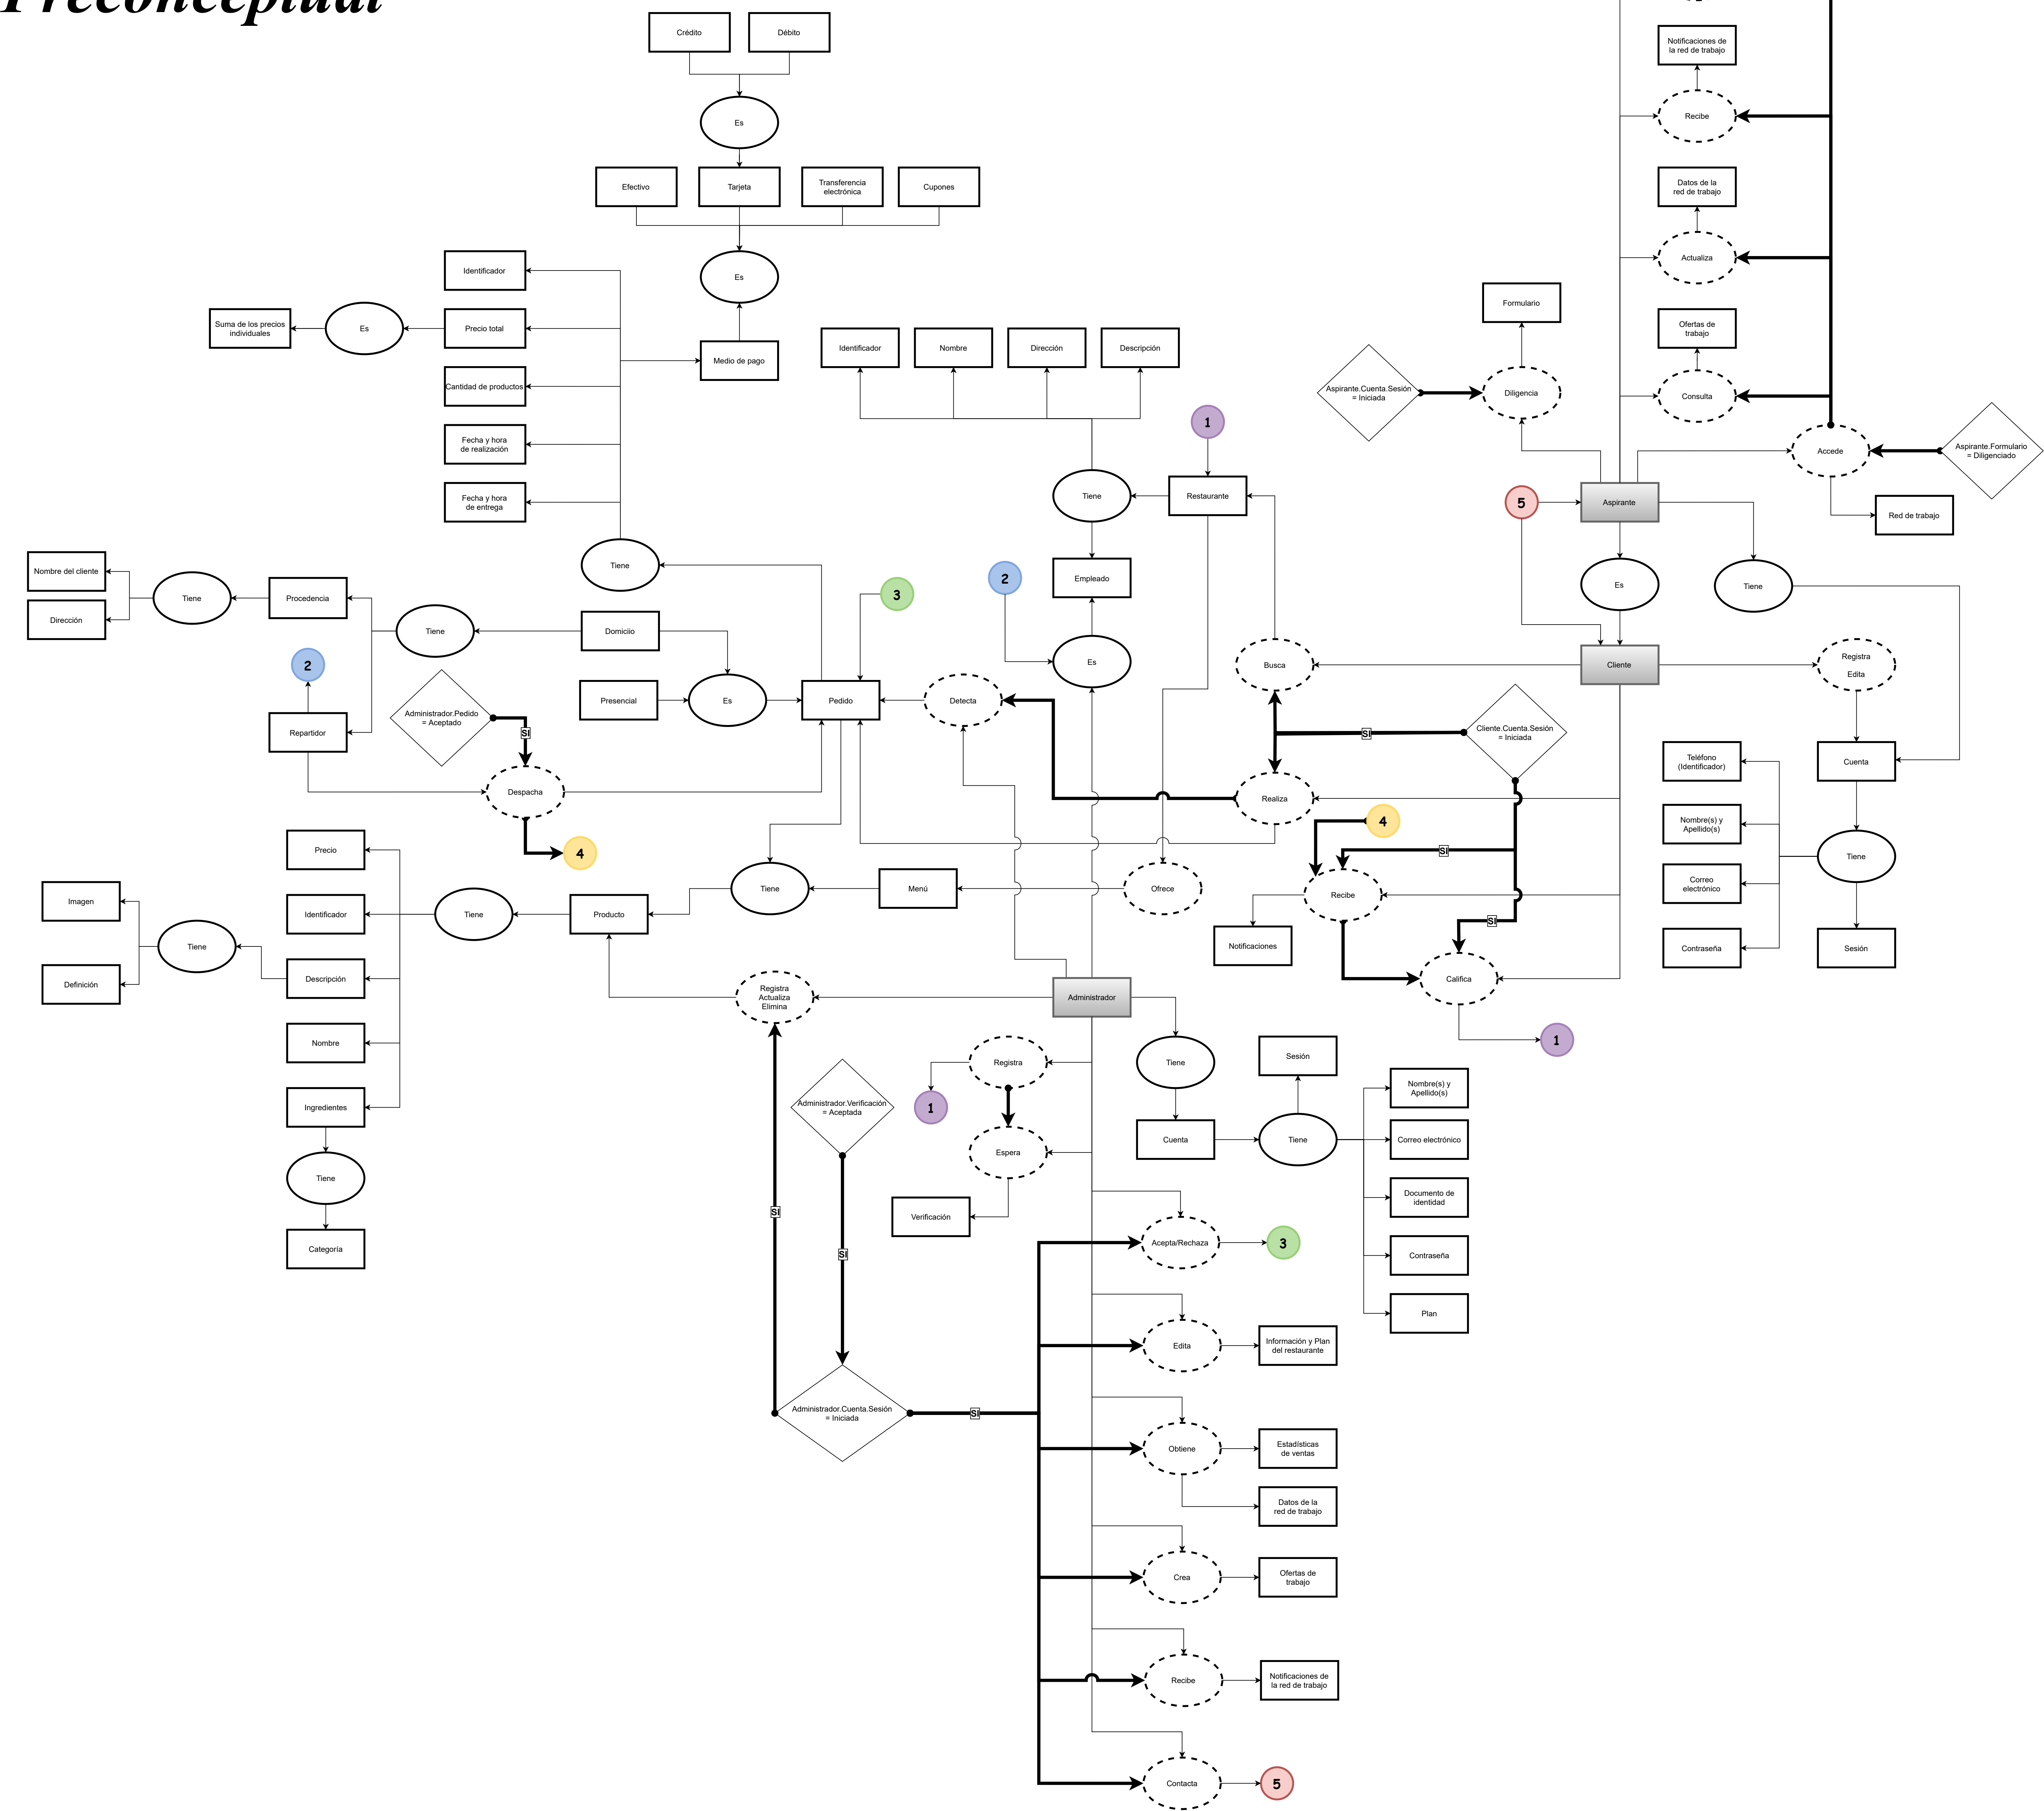 Preconceptual
Crédito
Débito
Es
Efectivo
Tarjeta
Transferencia
electrónica
Cupones
Es
Medio de pago
Identificador
Precio total
Es
Suma de los precios
individuales
Cantidad de productos
Fecha y hora
de realización
Fecha y hora
de entrega
Tiene
Identificador
Nombre
Dirección
Descripción
1
Tiene
Restaurante
Empleado
2
Es
3
Nombre del cliente
Dirección
Tiene
Procedencia
Tiene
Domiciio
2
Repartidor
Administrador.Pedido
= Aceptado
SI
Presencial
Es
Pedido
Detecta
Despacha
4
Busca
Realiza
SI
Cliente.Cuenta.Sesión
= Iniciada
4
SI
Recibe
SI
Notificaciones
Califica
1
Notificaciones de
la red de trabajo
Recibe
Datos de la
red de trabajo
Actualiza
Ofertas de
trabajo
Consulta
Formulario
Aspirante.Cuenta.Sesión
= Iniciada
Diligencia
Accede
Aspirante.Formulario
= Diligenciado
Red de trabajo
5
Aspirante
Es
Tiene
Cliente
Registra
Edita
Cuenta
Teléfono
(Identificador)
Nombre(s) y
Apellido(s)
Correo
electrónico
Contraseña
Tiene
Sesión
Precio
Identificador
Descripción
Nombre
Ingredientes
Tiene
Categoría
Imagen
Definición
Tiene
Tiene
Producto
Tiene
Menú
Ofrece
Registra
Actualiza
Elimina
Administrador
Registra
1
Espera
Verificación
Administrador.Verificación
= Aceptada
SI
SI
Administrador.Cuenta.Sesión
= Iniciada
SI
Tiene
Cuenta
Tiene
Sesión
Nombre(s) y
Apellido(s)
Correo electrónico
Documento de
identidad
Contraseña
Plan
Acepta/Rechaza
3
Edita
Información y Plan
del restaurante
Obtiene
Estadísticas
de ventas
Datos de la
red de trabajo
Crea
Ofertas de
trabajo
Recibe
Notificaciones de
la red de trabajo
Contacta
5